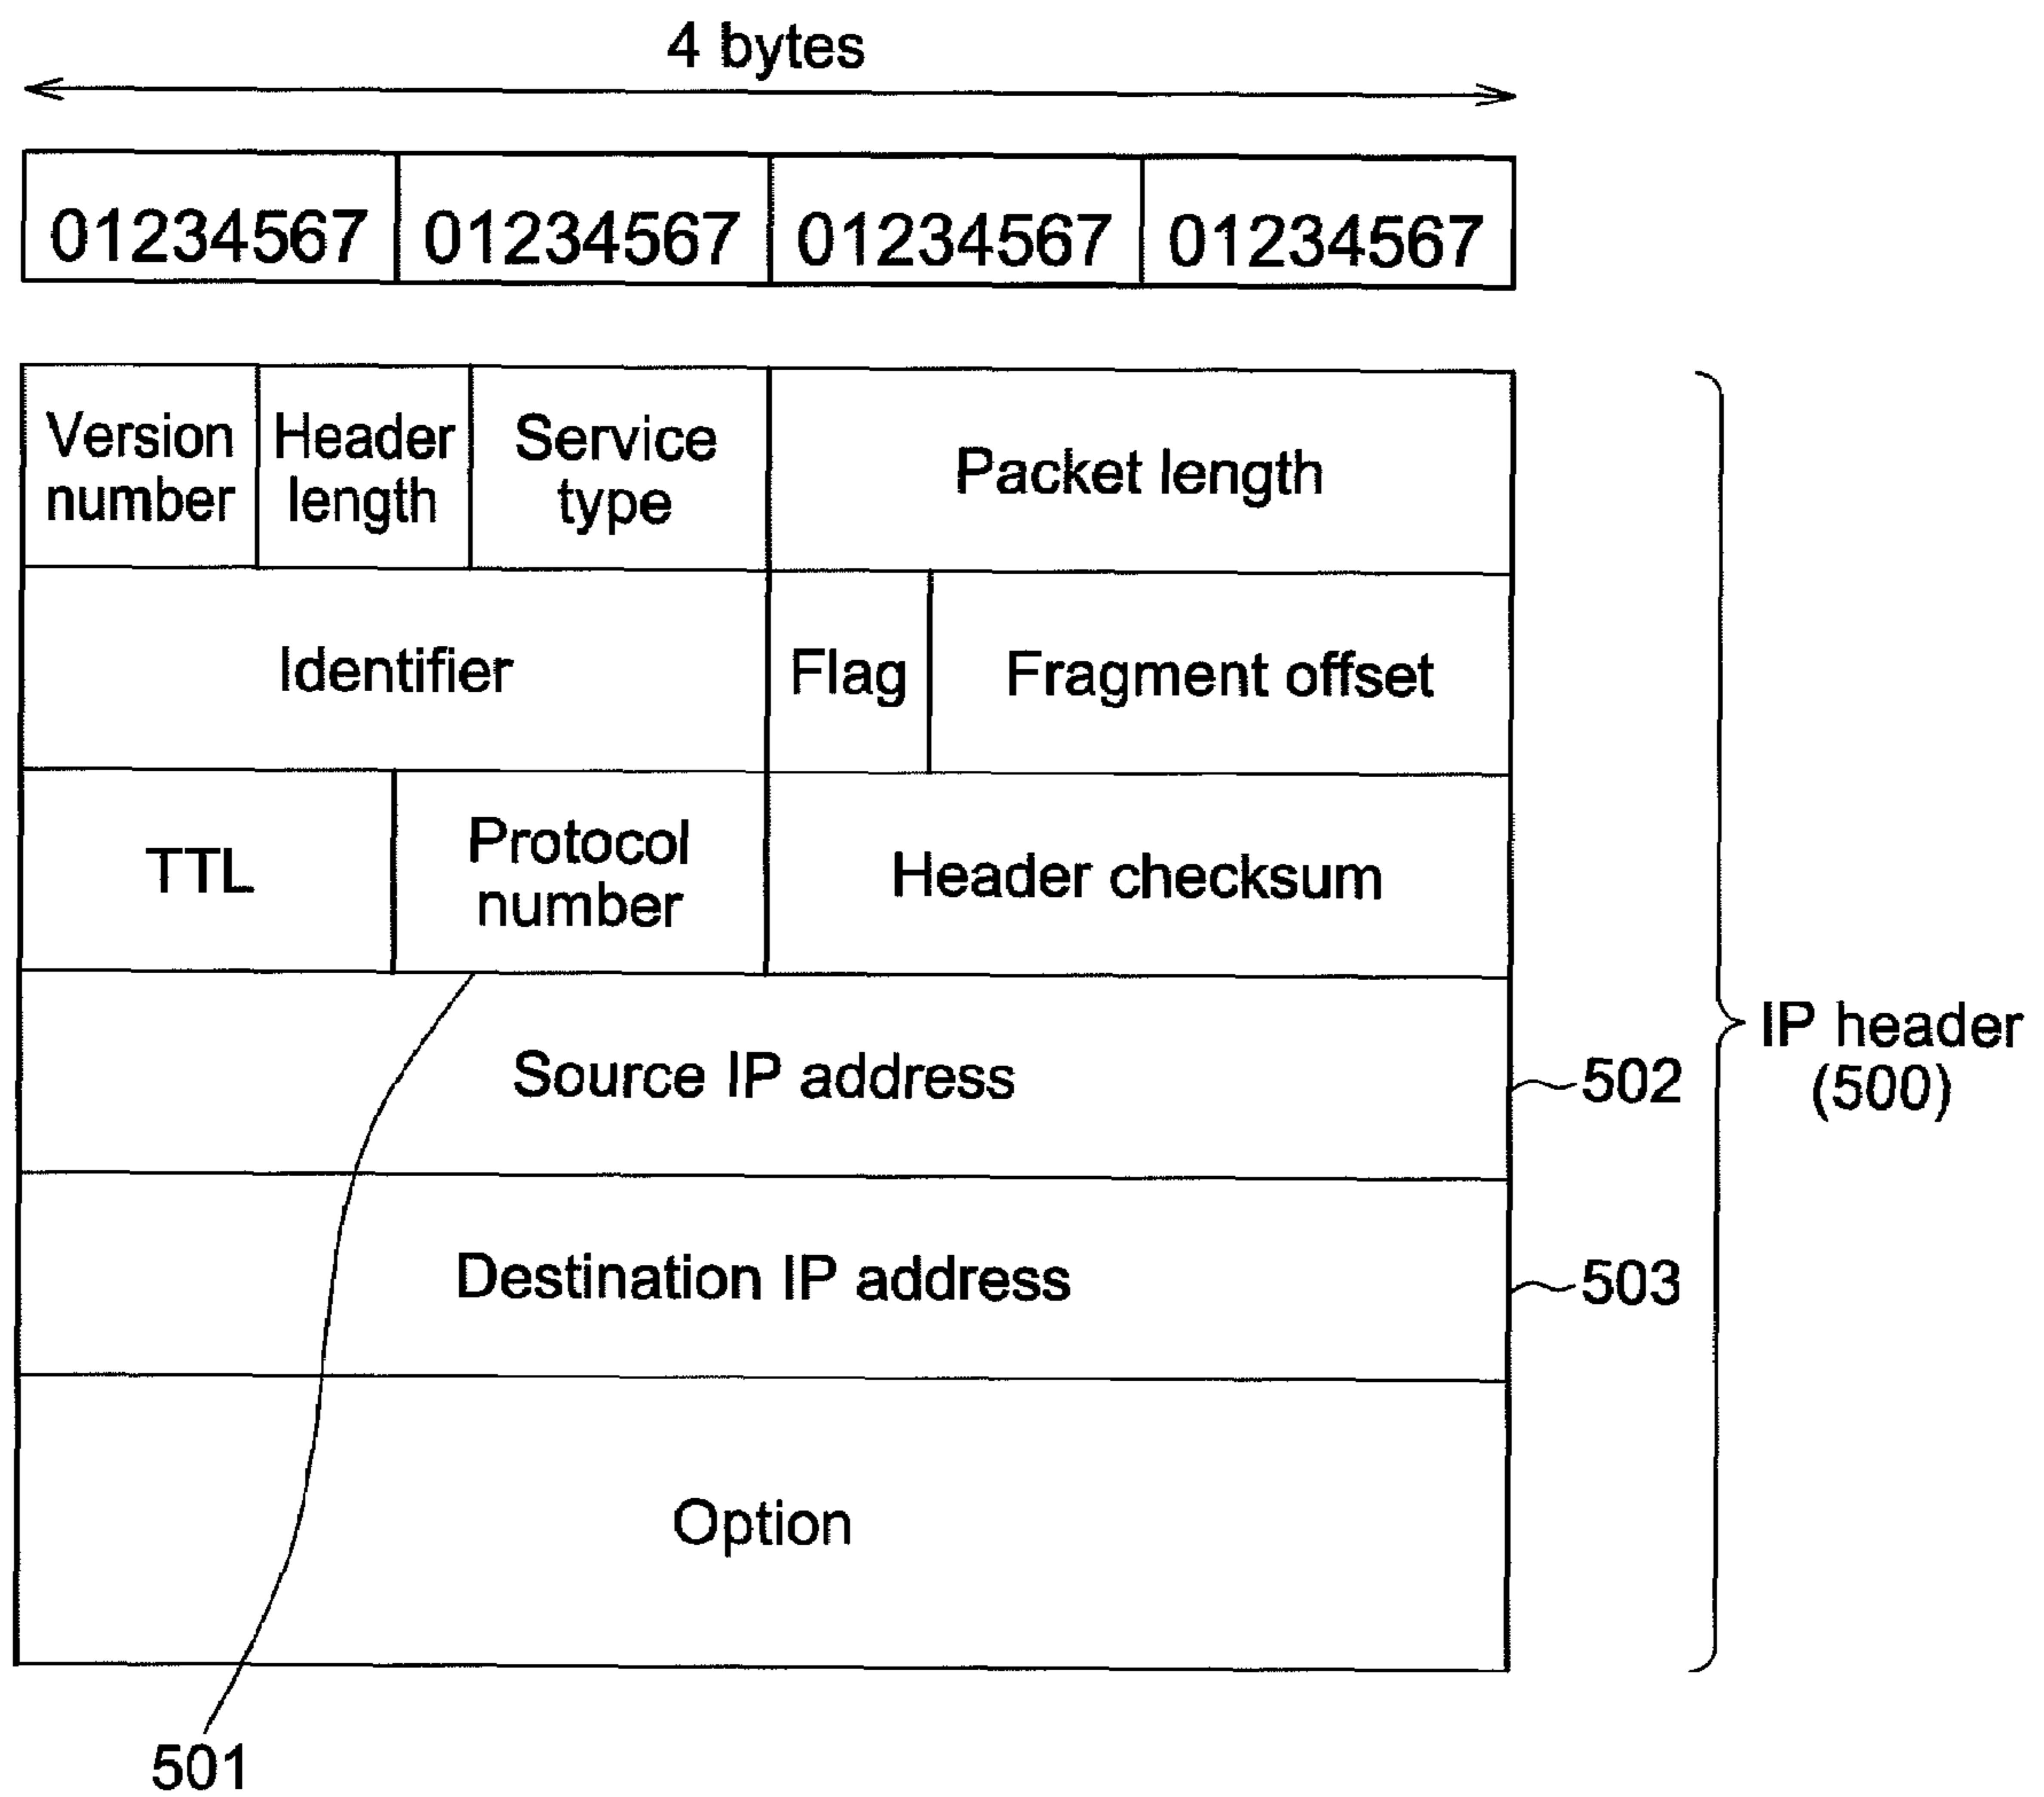 4 bytes
01234567 01234567 01234567 01234567
Version number
Header length
Service type
Packet length
Identifier
Flag
Fragment offset
TTL
Protocol number
Header checksum
Source IP address
502
IP header
(500)
Destination IP address
503
Option
501